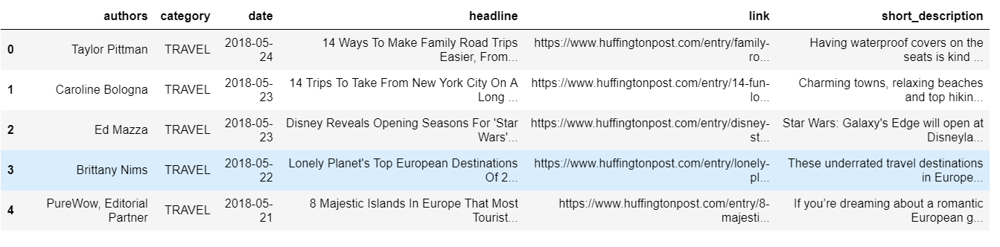 authors category date headline link short_description
0 Taylor Pittman TRAVEL 2018-05-24 14 Ways To Make Family Road Trips Easier, From... https://www.huffingtonpost.com/entry/family-ro... Having waterproof covers on the seats is kind ...
1 Caroline Bologna TRAVEL 2018-05-23 14 Trips To Take From New York City On A Long ... https://www.huffingtonpost.com/entry/14-fun-lo... Charming towns, relaxing beaches and top hikin...
2 Ed Mazza TRAVEL 2018-05-23 Disney Reveals Opening Seasons For 'Star Wars'... https://www.huffingtonpost.com/entry/disney-st... Star Wars: Galaxy's Edge will open at Disneyla...
3 Brittany Nims TRAVEL 2018-05-22 Lonely Planet's Top European Destinations Of 2... https://www.huffingtonpost.com/entry/lonely-pl... These underrated travel destinations in Europe...
4 PureWow, Editorial Partner TRAVEL 2018-05-21 8 Majestic Islands In Europe That Most Tourist... https://www.huffingtonpost.com/entry/8-majesti... If you’re dreaming about a romantic European g...